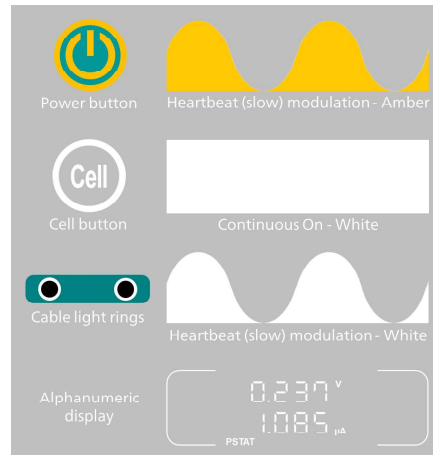 Power button
Heartbeat (slow) modulation - Amber
Cell
Cell button
Continuous On - White
Cable light rings
Heartbeat (slow) modulation - White
Alphanumeric
display
0.237 V
1.085 µA
PSTAT